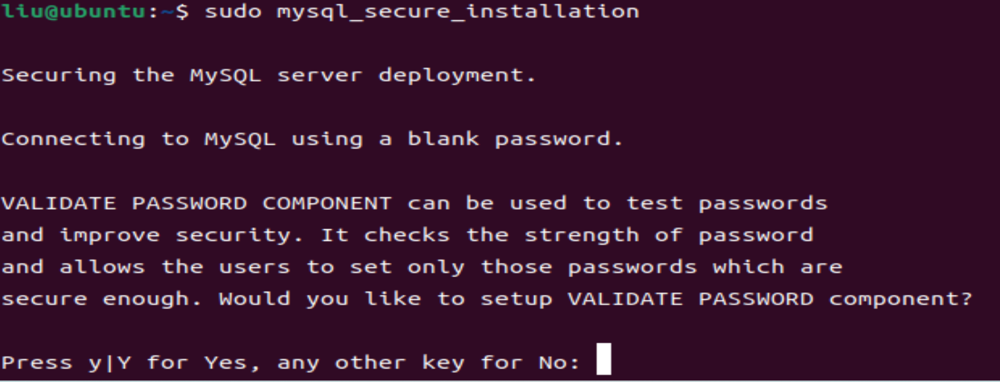 liu@ubuntu:~$ sudo mysql_secure_installation
Securing the MySQL server deployment.
Connecting to MySQL using a blank password.
VALIDATE PASSWORD COMPONENT can be used to test passwords
and improve security. It checks the strength of password
and allows the users to set only those passwords which are
secure enough. Would you like to setup VALIDATE PASSWORD component?
Press y|Y for Yes, any other key for No: